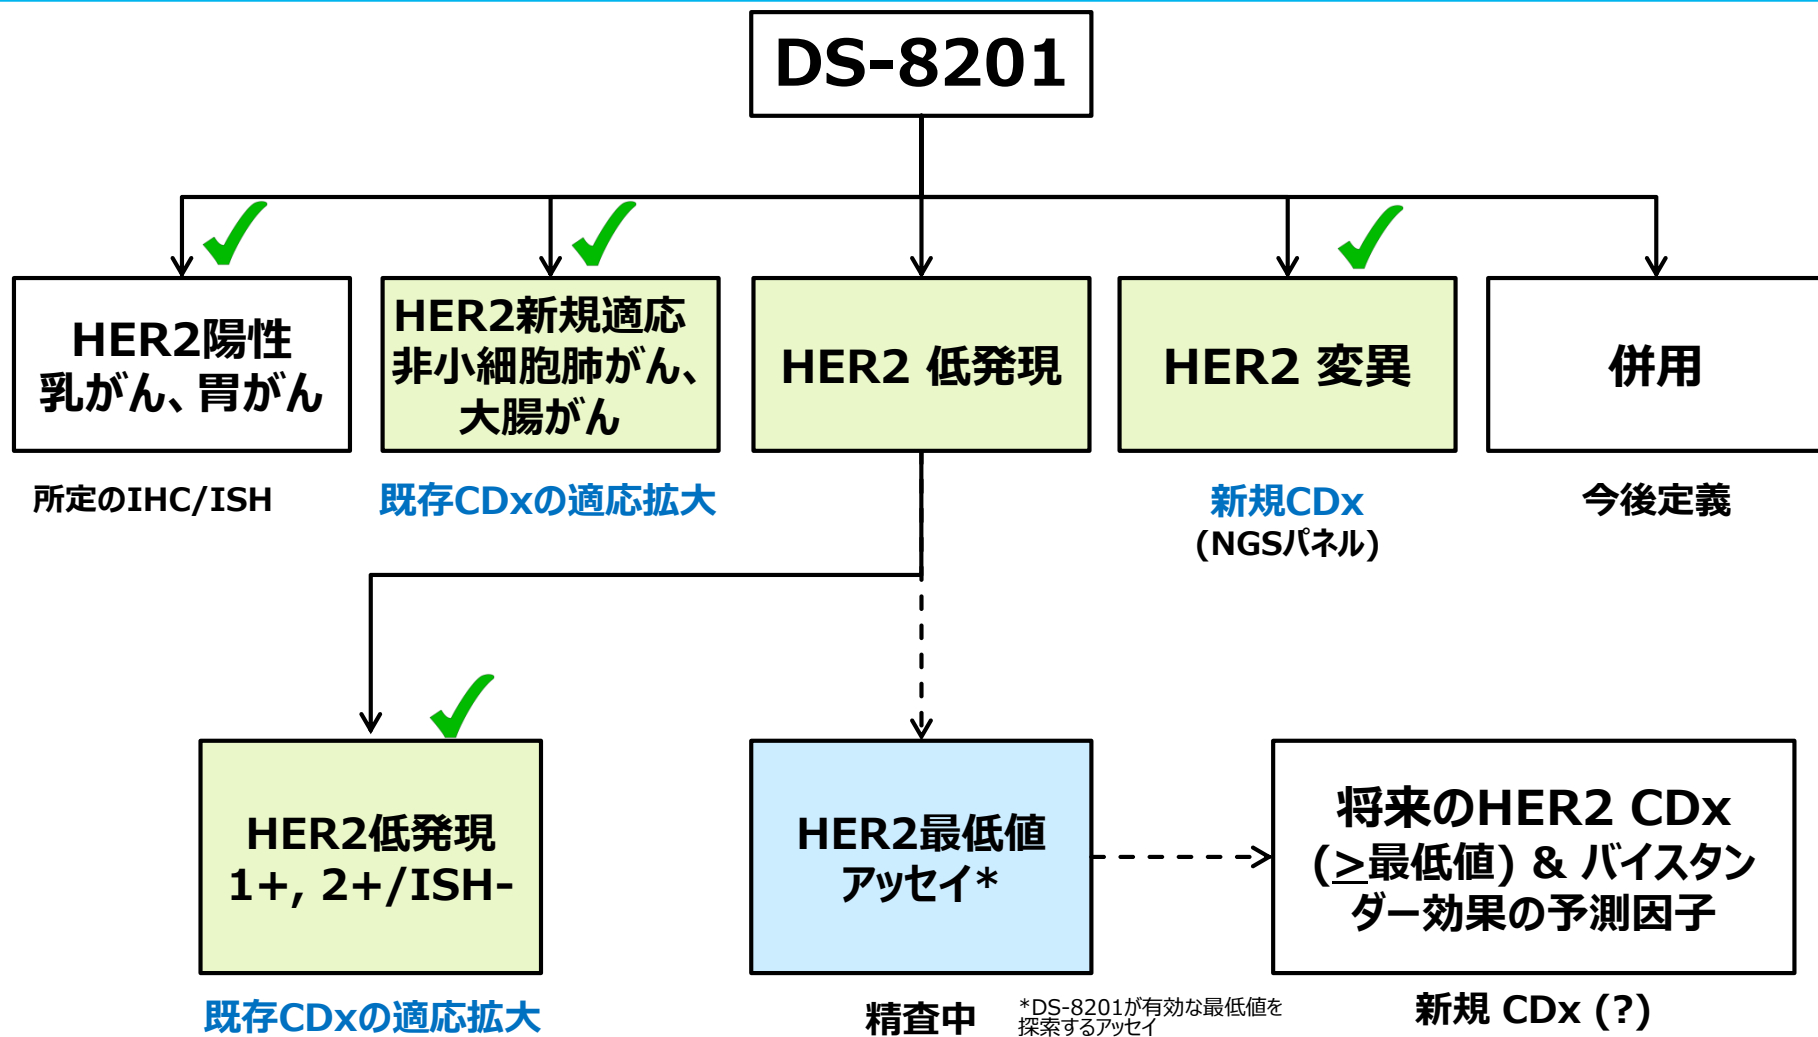 DS-8201
HER2陽性
乳がん、胃がん
HER2新規適応
非小細胞肺がん、
大腸がん
HER2 低発現
HER2 変異
併用
所定のIHC/ISH
既存CDxの適応拡大
新規CDx
(NGSパネル)
今後定義
HER2低発現
1+, 2+/ISH-
HER2最低値
アッセイ*
将来のHER2 CDx
(≥最低値) & バイスタン
ダー効果の予測因子
既存CDxの適応拡大
精査中
*DS-8201が有効な最低値を
探索するアッセイ
新規 CDx (?)